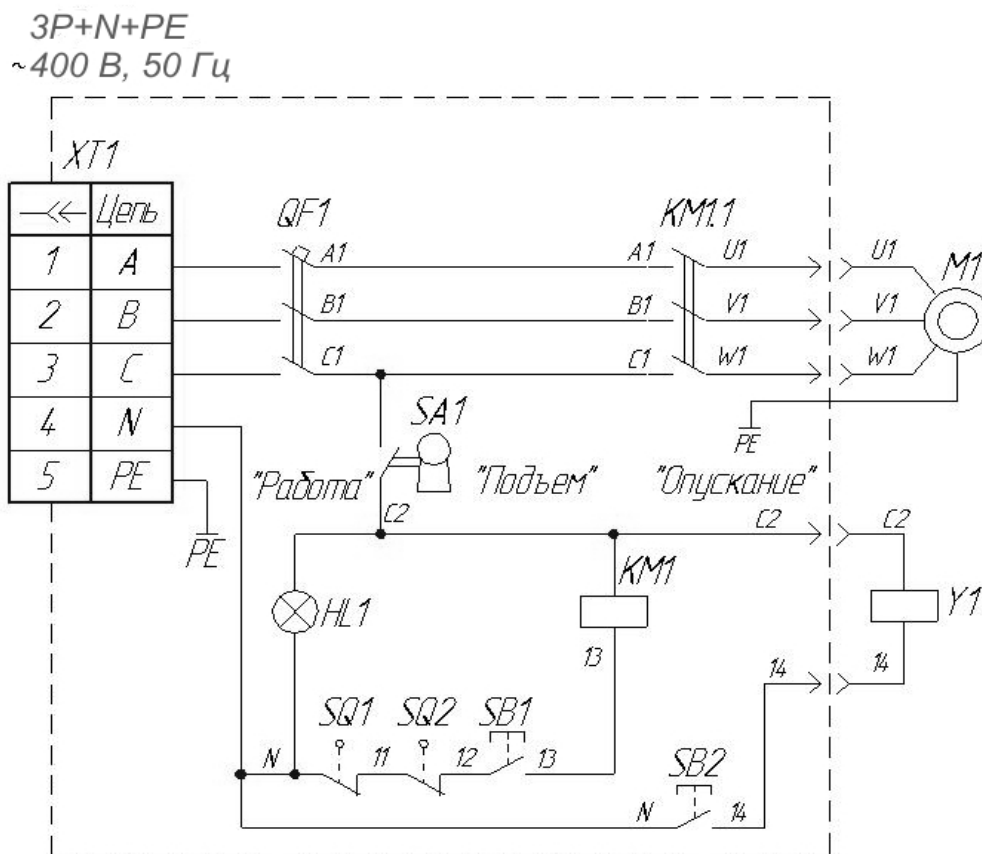 3P+N+PE
~400 В, 50 Гц
XT1
Цепь
QF1
KM1.1
1 A
A1
A1
U1
U1
M1
2 B
B1
B1
V1
V1
3 C
C1
C1
W1
W1
4 N
SA1
PE
5 PE
"Работа"
"Подъем"
"Опускание"
PE
C2
C2
C2
HL1
KM1
Y1
13
14
14
SQ1
SQ2
SB1
N
11
12
13
SB2
N
14